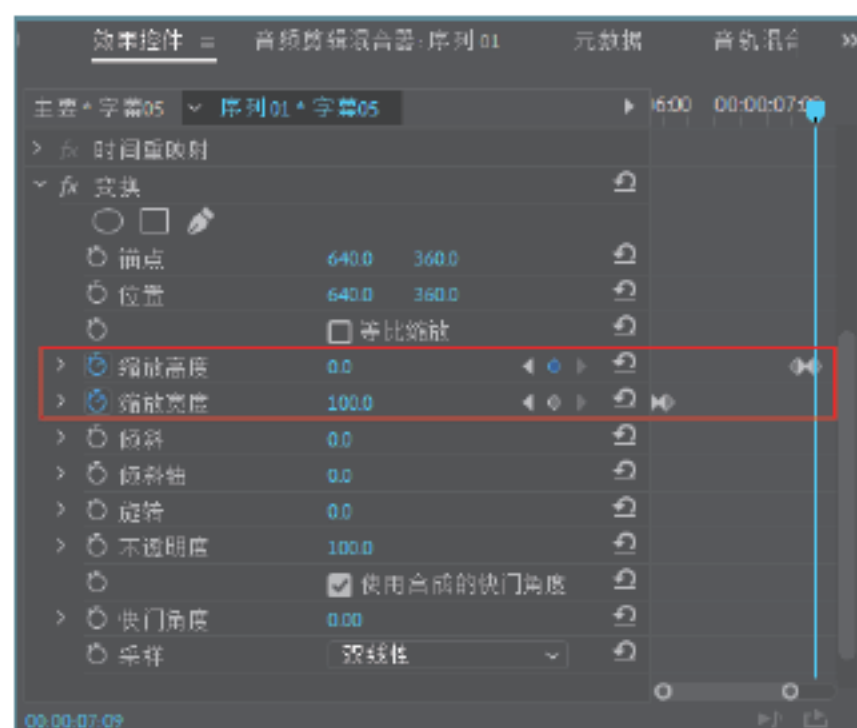 效果控件 ≡ 音频剪辑混合器:序列 01 元数据 音轨混合 »
主要*字幕05 序列01*字幕05 00:00:07:0
fx 时间重映射
fx 变换
锚点 640.0 360.0
位置 640.0 360.0
等比缩放
缩放高度 0.0
缩放宽度 100.0
倾斜 0.0
倾斜轴 0.0
旋转 0.0
不透明度 100.0
使用合成的快门角度
快门角度 0.00
采样 双线性
00:00:07:09